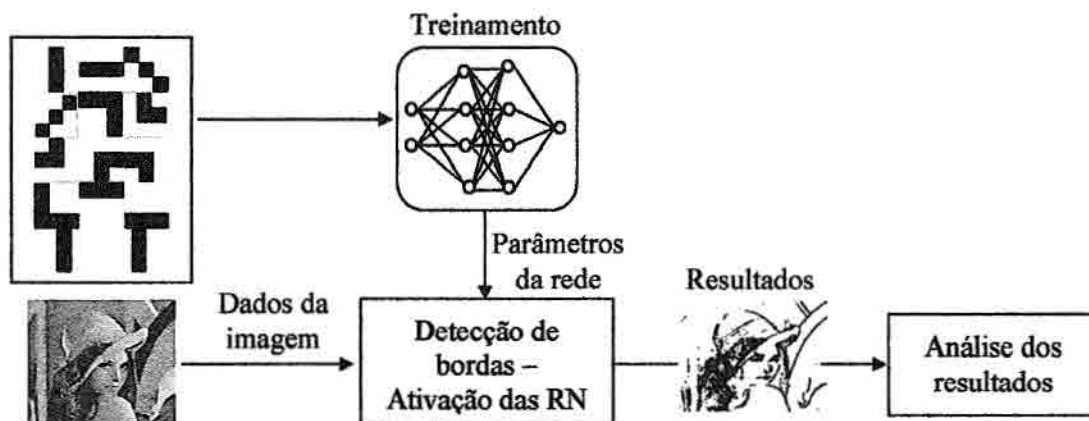 Treinamento
Parâmetros
da rede
Dados da
imagem
Detecção de
bordas –
Ativação das RN
Resultados
Análise dos
resultados